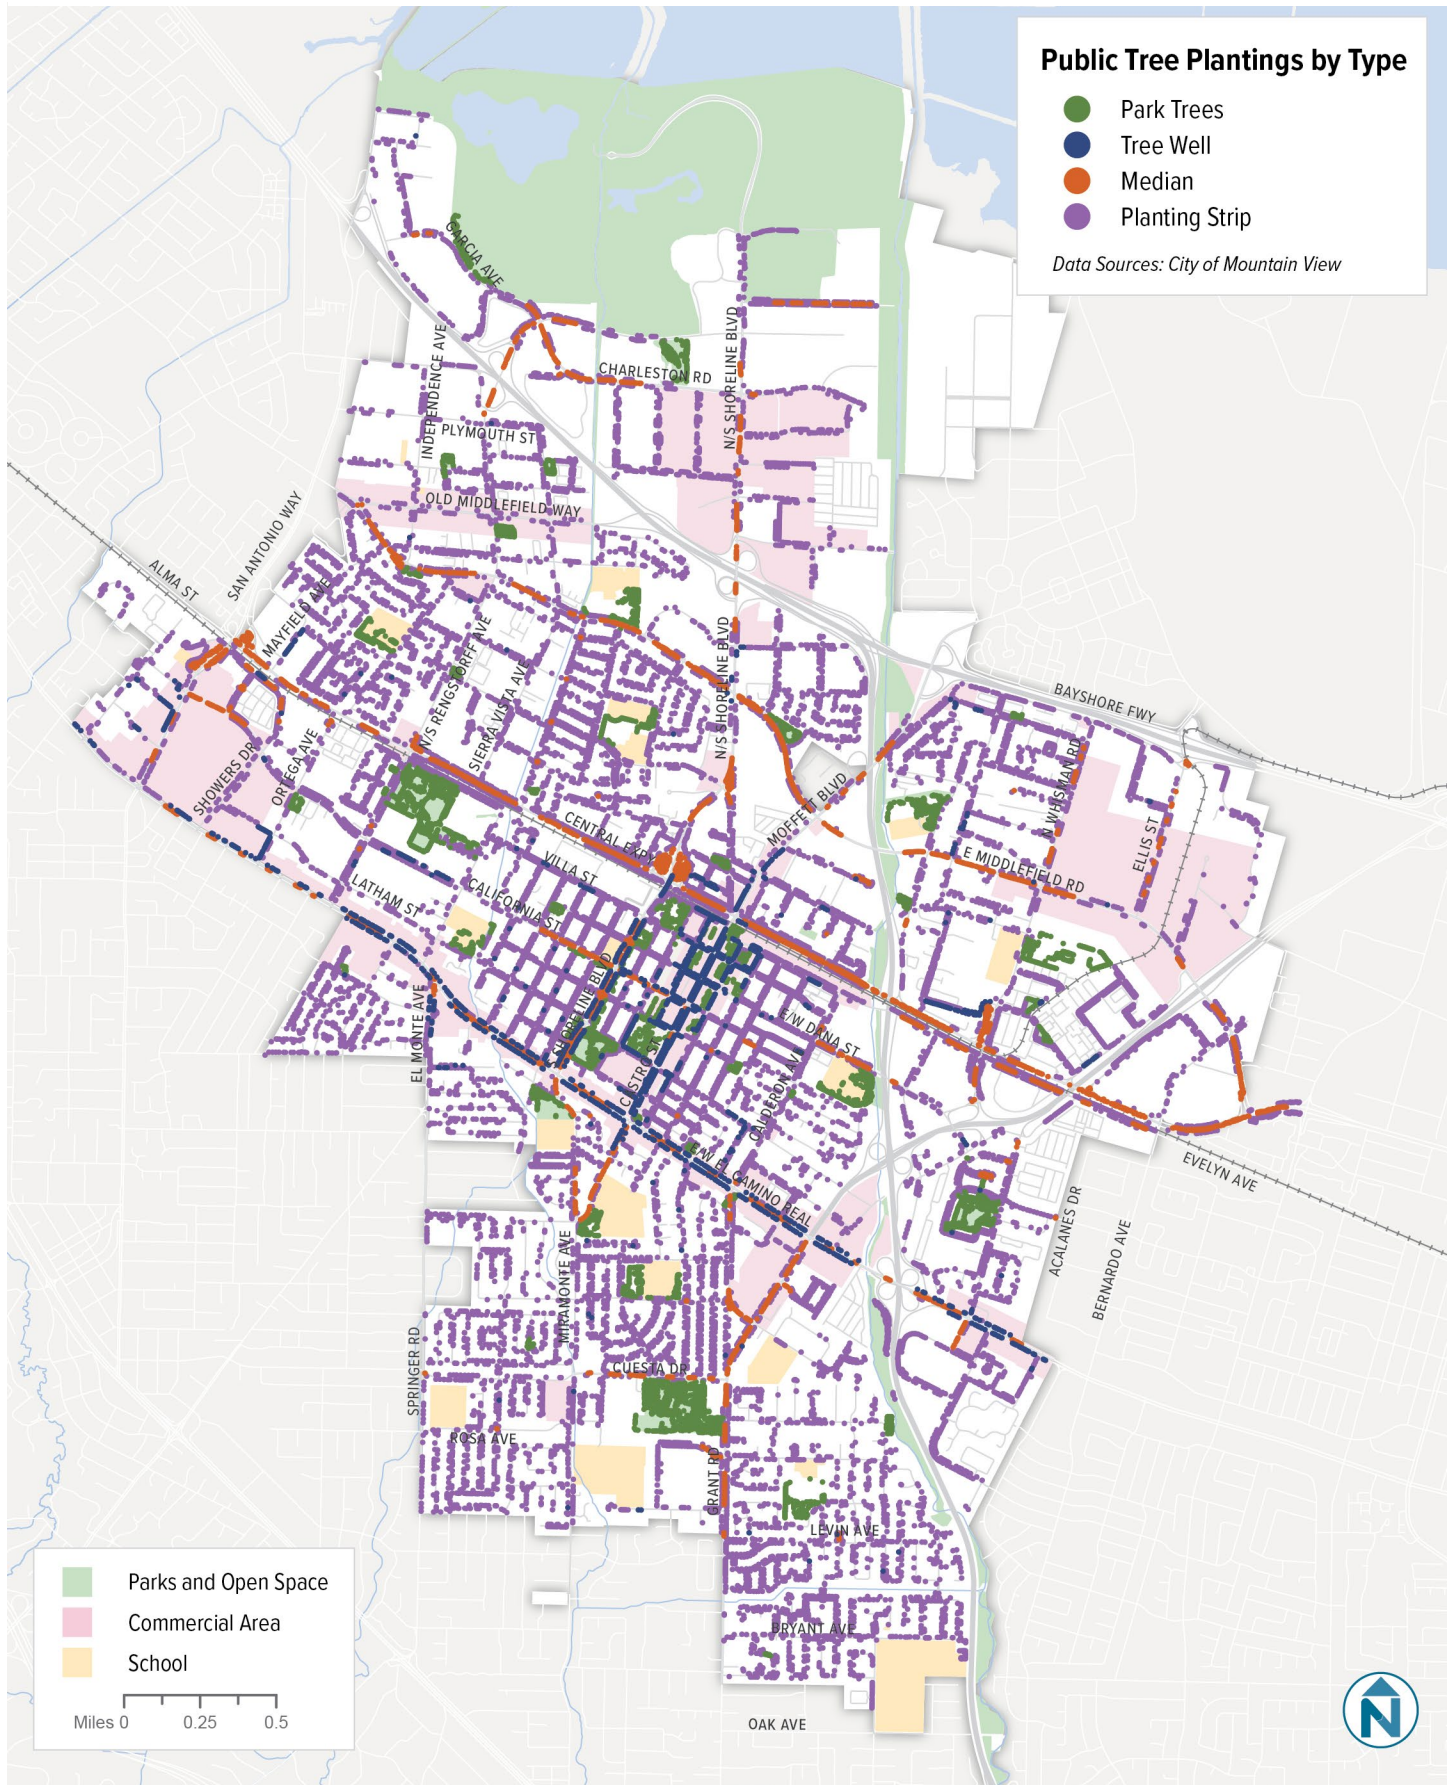 Public Tree Plantings by Type
Park Trees
Tree Well
Median
Planting Strip
Data Sources: City of Mountain View
GARCIA AVE
INDEPENDENCE AVE
CHARLESTON RD
N/S SHORELINE BLVD
PLYMOUTH ST
OLD MIDDLEFIELD WAY
SAN ANTONIO WAY
ALMA ST
MAYFIELD AVE
N/S RENGSTORFF AVE
SIERRA VISTA AVE
N/S SHORELINE BLVD
BAYSHORE FWY
SHOWERS DR
ORTEGA AVE
N WHISMAN RD
MOFFETT BLVD
ELLIS ST
CENTRAL EXPY
E MIDDLEFIELD RD
VILLA ST
LATHAM ST
CALIFORNIA ST
S SHORELINE BLVD
EL MONTE AVE
E/W DANA ST
CASTRO ST
CALDERON AV
E/W EL CAMINO REAL
EVELYN AVE
ACALANES DR
BERNARDO AVE
MIRAMONTE AVE
SPRINGER RD
CUESTA DR
ROSA AVE
GRANT RD
LEVIN AVE
BRYANT AVE
OAK AVE
Parks and Open Space
Commercial Area
School
Miles 0 0.25 0.5
N